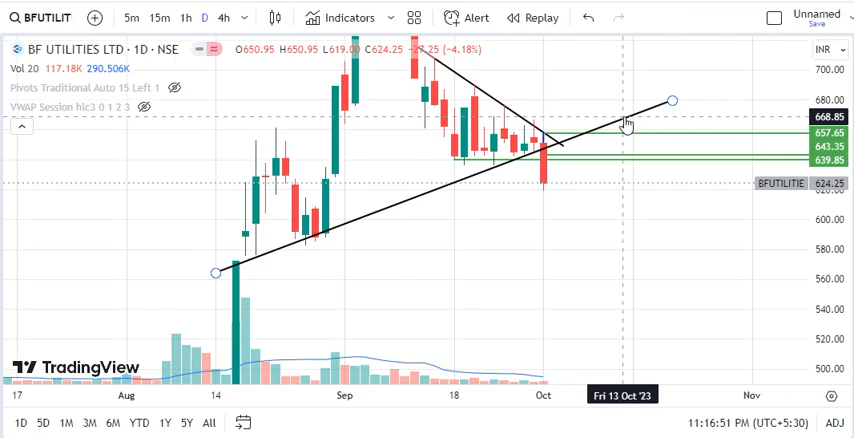 BFUTILIT 5m 15m 1h D 4h Indicators Alert Replay Unnamed
Save
BF UTILITIES LTD · 1D · NSE O650.95 H650.95 L619.00 C624.25 -27.25 (-4.18%) INR
Vol 20 117.18K 290.506K 700.00
Pivots Traditional Auto 15 Left 1
680.00
VWAP Session hlc3 0 1 2 3
668.85
657.65
643.35
639.85
BFUTILITIE 624.25
600.00
580.00
560.00
540.00
520.00
TradingView 500.00
17 Aug 14 Sep 18 Oct Fri 13 Oct '23 Nov
1D 5D 1M 3M 6M YTD 1Y 5Y All 11:16:51 PM (UTC+5:30) ADJ